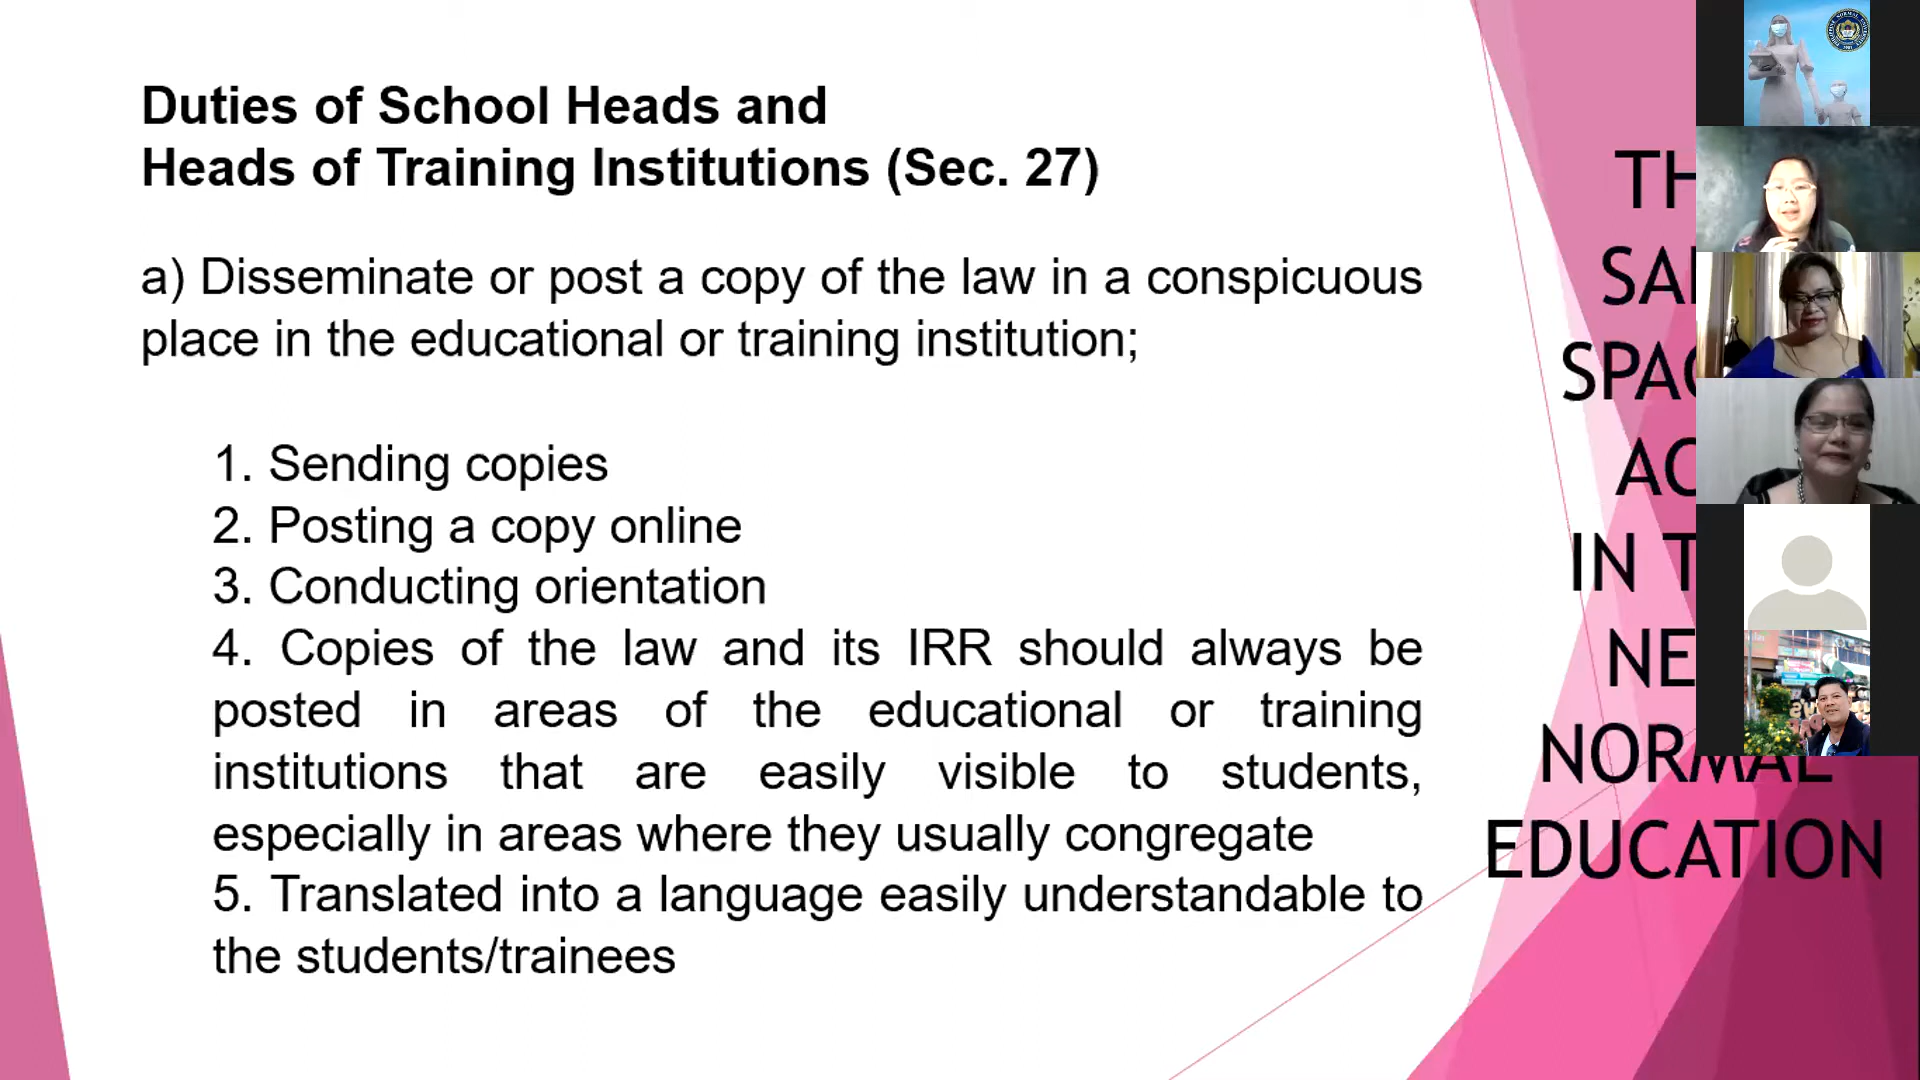 Duties of School Heads and
Heads of Training Institutions (Sec. 27)
a) Disseminate or post a copy of the law in a conspicuous
place in the educational or training institution;
1. Sending copies
2. Posting a copy online
3. Conducting orientation
4. Copies of the law and its IRR should always be
posted in areas of the educational or training
institutions that are easily visible to students,
especially in areas where they usually congregate
5. Translated into a language easily understandable to
the students/trainees
IN
NORMAL
EDUCATION